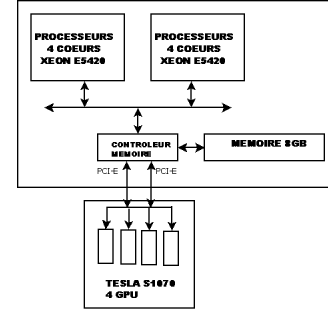 PROCESSEURS
4 COEURS
XEON E5420
PROCESSEURS
4 COEURS
XEON E5420
CONTROLEUR
MEMOIRE
MEMOIRE 8GB
PCI-E
PCI-E
TESLA S1070
4 GPU